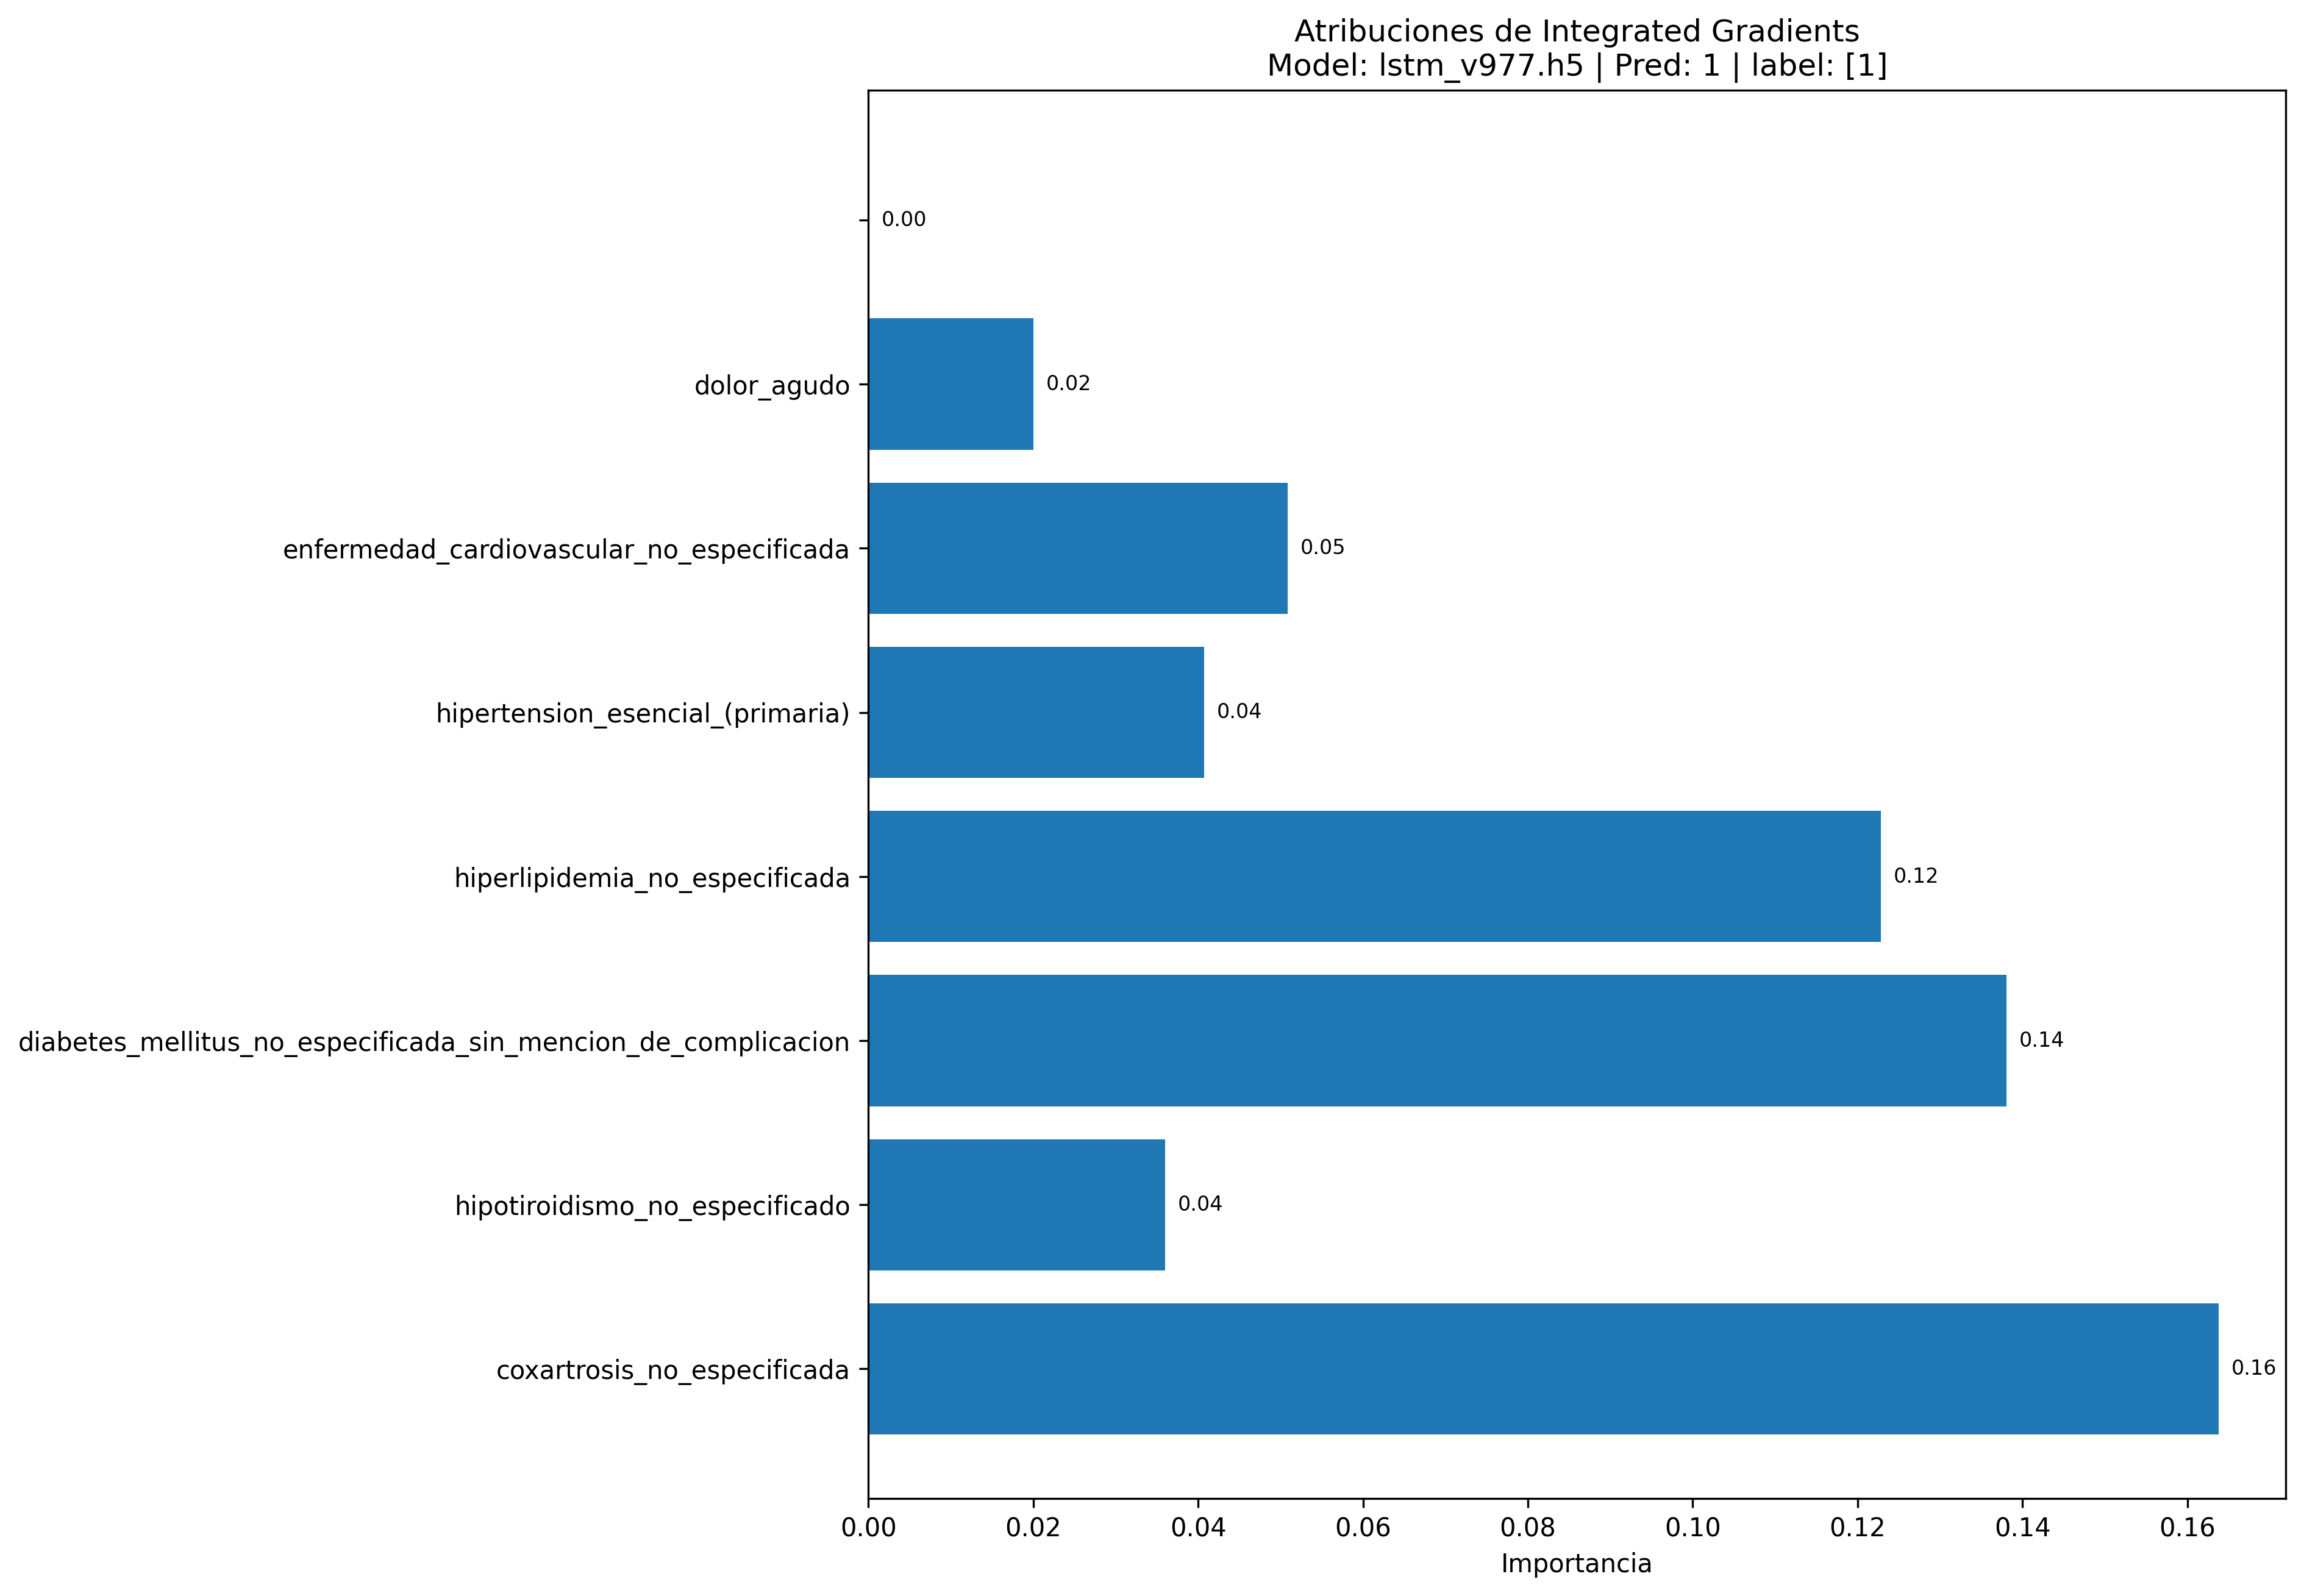 Atribuciones de Integrated Gradients
Model: lstm_v977.h5 | Pred: 1 | label: [1]
0.00
dolor_agudo 0.02
enfermedad_cardiovascular_no_especificada 0.05
hipertension_esencial_(primaria) 0.04
hiperlipidemia_no_especificada 0.12
diabetes_mellitus_no_especificada_sin_mencion_de_complicacion 0.14
hipotiroidismo_no_especificado 0.04
coxartrosis_no_especificada 0.16
0.00 0.02 0.04 0.06 0.08 0.10 0.12 0.14 0.16
Importancia